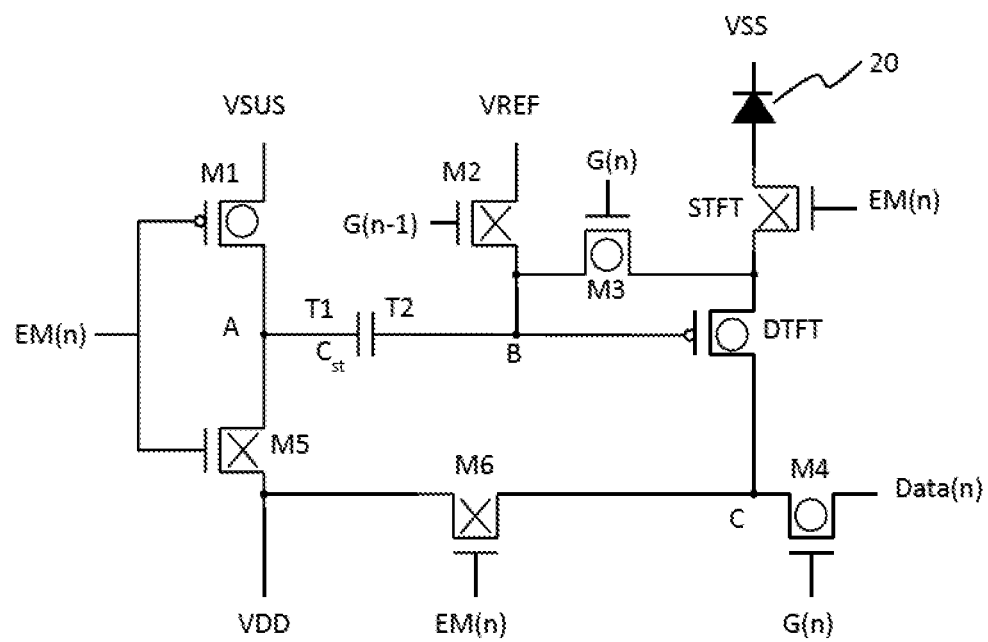 VSS
20
VSUS
VREF
M1
M2
G(n)
STFT
EM(n)
G(n-1)
M3
EM(n)
A
T1
T2
Cst
B
DTFT
M5
M6
M4
C
Data(n)
VDD
EM(n)
G(n)